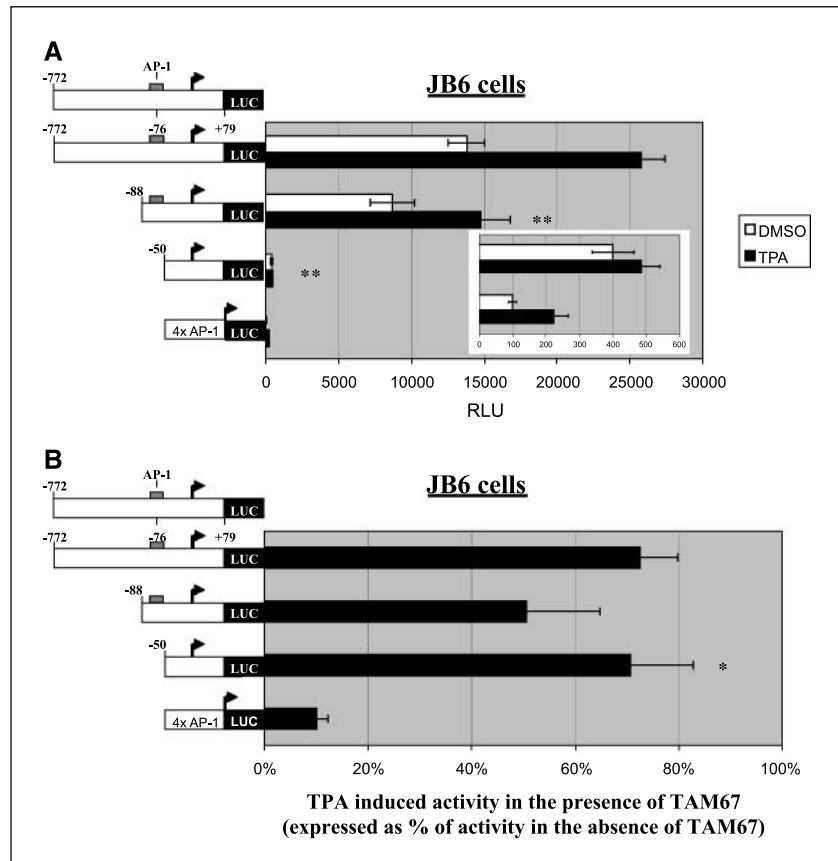 A
JB6 cells
AP-1
-772
LUC
-772
-76
+79
LUC
-88
LUC
**
-50
LUC
**
4x AP-1
LUC
0 100 200 300 400 500 600
0 5000 10000 15000 20000 25000 30000
RLU
DMSO
TPA
B
JB6 cells
AP-1
-772
LUC
-772
-76
+79
LUC
-88
LUC
-50
LUC
*
4x AP-1
LUC
0% 20% 40% 60% 80% 100%
TPA induced activity in the presence of TAM67
(expressed as % of activity in the absence of TAM67)